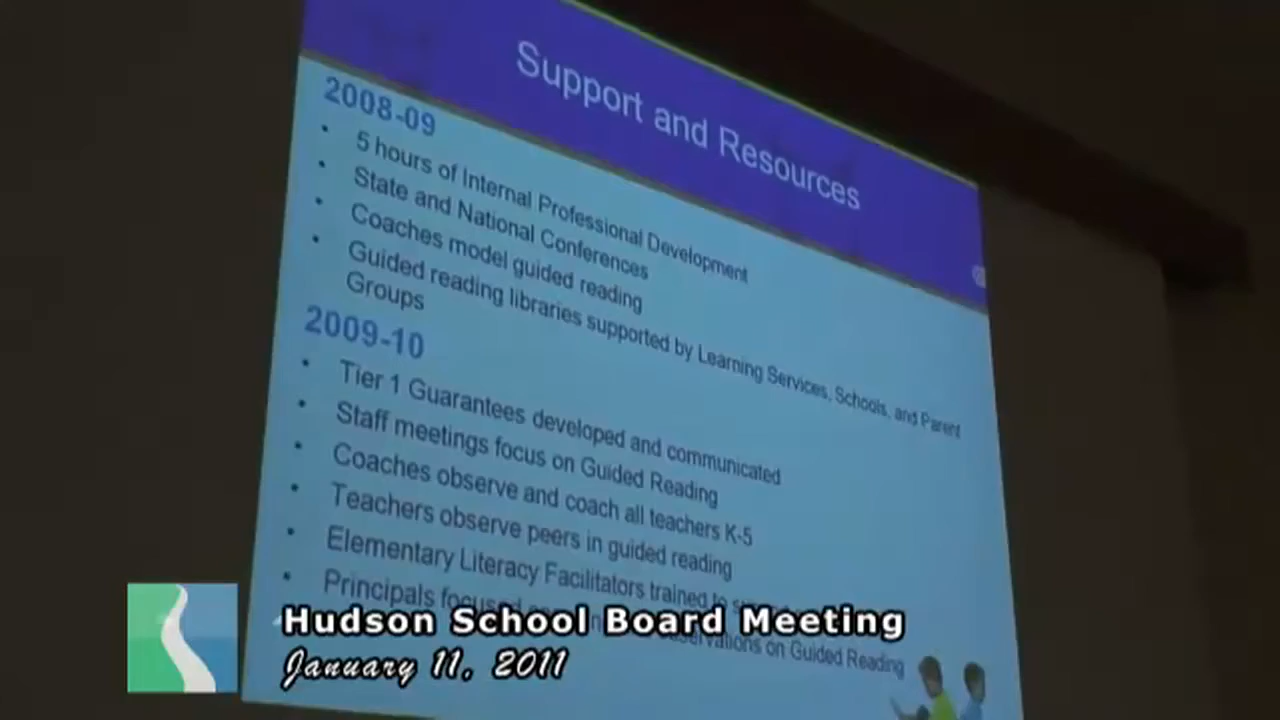 Support and Resources
2008-09
• 5 hours of Internal Professional Development
• State and National Conferences
• Coaches model guided reading
• Guided reading libraries supported by Learning Services, Schools, and Parent
Groups
2009-10
• Tier 1 Guarantees developed and communicated
• Staff meetings focus on Guided Reading
• Coaches observe and coach all teachers K-5
• Teachers observe peers in guided reading
• Elementary Literacy Facilitators trained to
• Principals focused observations on Guided Reading
Hudson School Board Meeting
January 11, 2011